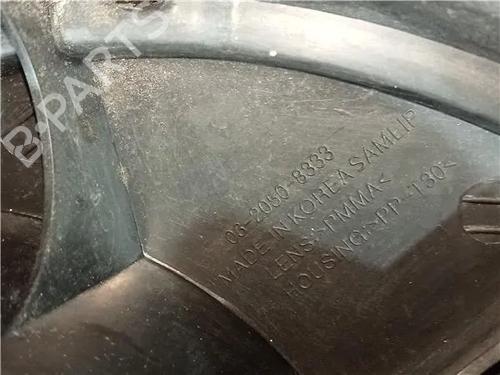 B-PARTS
03-2050-8333
MADE IN KOREA SAMLIP
LENS:>PMMA<
HOUSING:>PP-T30<